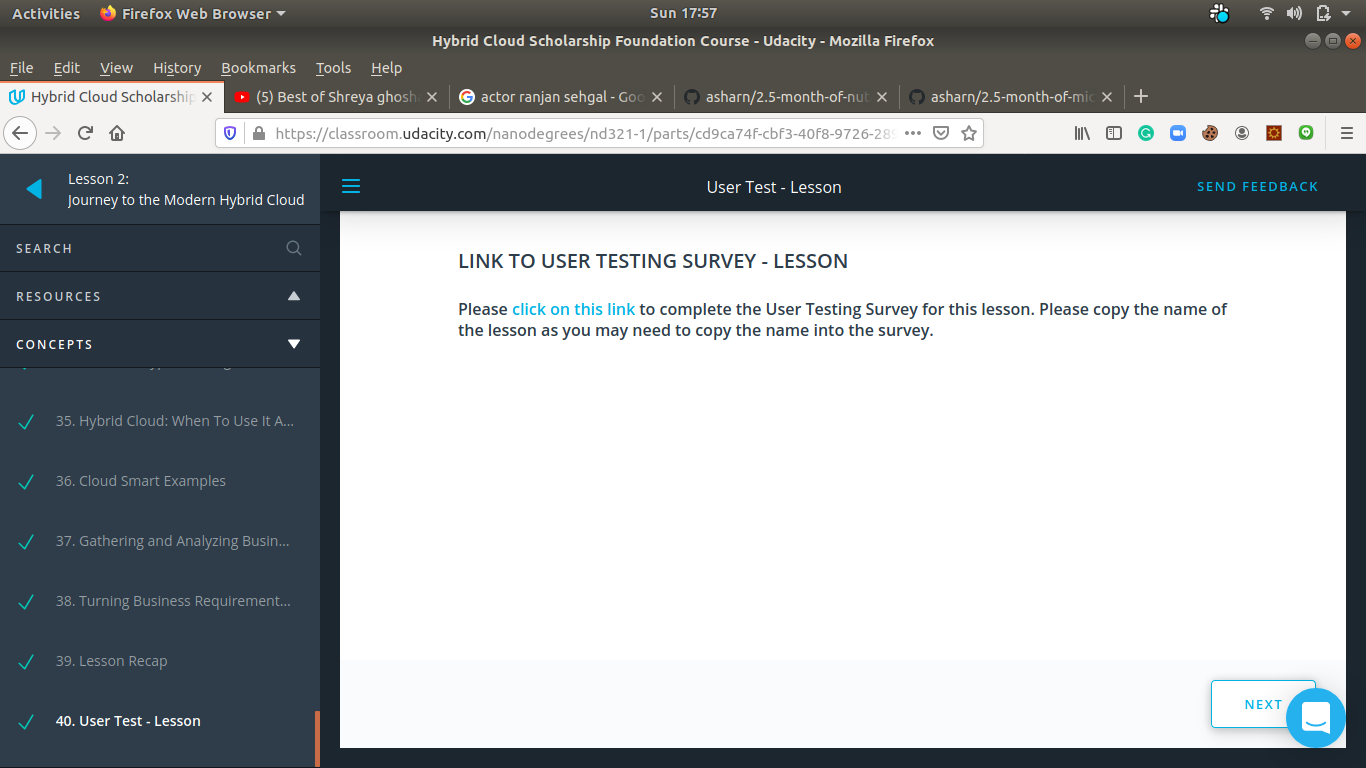 Activities Firefox Web Browser Sun 17:57
Hybrid Cloud Scholarship Foundation Course - Udacity - Mozilla Firefox
File Edit View History Bookmarks Tools Help
Hybrid Cloud Scholarship (5) Best of Shreya ghosh actor ranjan sehgal - Goo asharn/2.5-month-of-nut asharn/2.5-month-of-mic
https://classroom.udacity.com/nanodegrees/nd321-1/parts/cd9ca74f-cbf3-40f8-9726-289
Lesson 2:
Journey to the Modern Hybrid Cloud
User Test - Lesson
SEND FEEDBACK
SEARCH
RESOURCES
CONCEPTS
35. Hybrid Cloud: When To Use It A...
36. Cloud Smart Examples
37. Gathering and Analyzing Busin...
38. Turning Business Requirement...
39. Lesson Recap
40. User Test - Lesson
LINK TO USER TESTING SURVEY - LESSON
Please click on this link to complete the User Testing Survey for this lesson. Please copy the name of
the lesson as you may need to copy the name into the survey.
NEXT